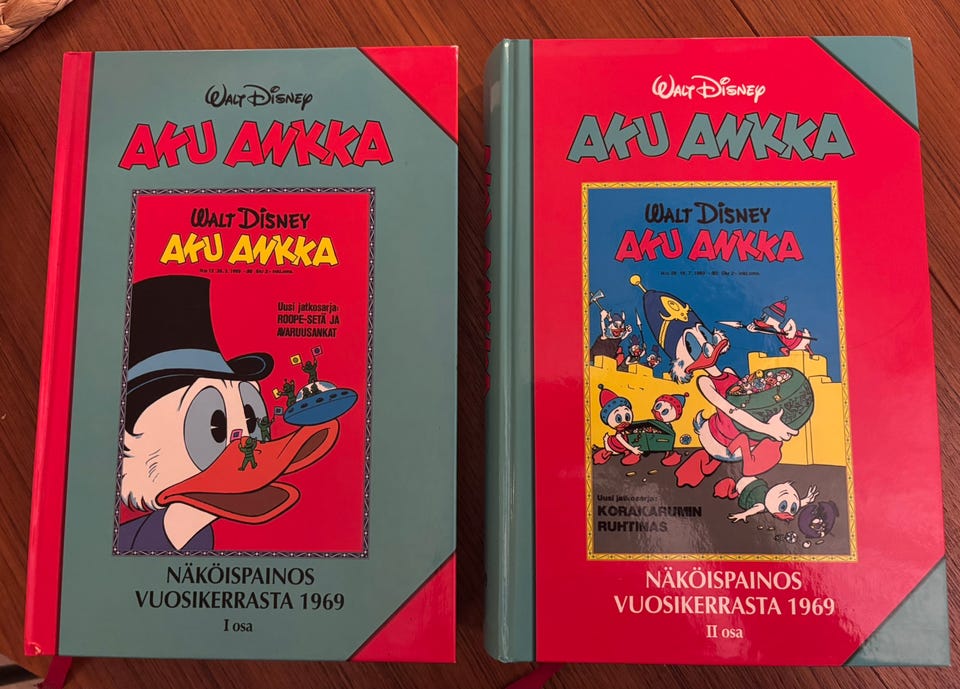 WALT DISNEY
AKU ANKKA
WALT DISNEY
AKU ANKKA
Uusi jatkosarja:
ROOPE-SETÄ JA
AVARUUSANKAT
NÄKÖISPAINOS
VUOSIKERRASTA 1969
I osa
WALT DISNEY
AKU ANKKA
WALT DISNEY
AKU ANKKA
Uusi jatkosarja:
KORAKARUMIN
RUHTINAS
NÄKÖISPAINOS
VUOSIKERRASTA 1969
II osa